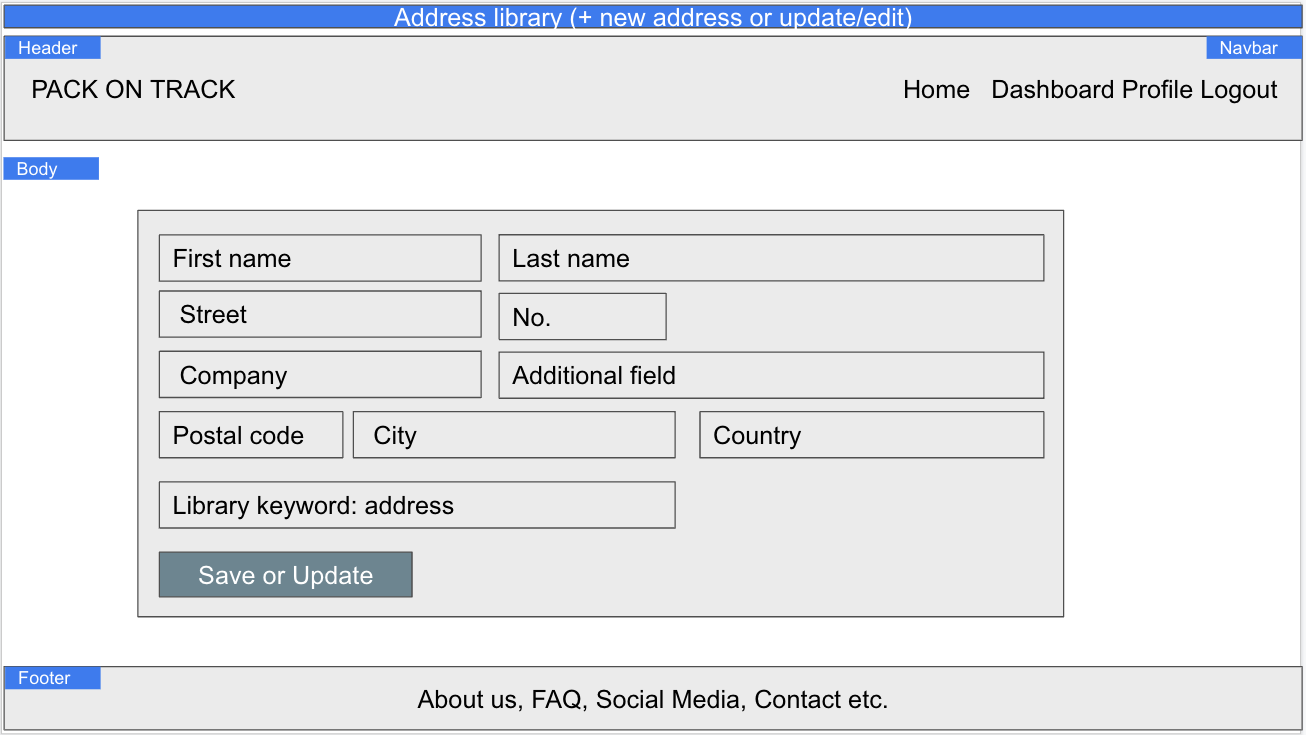 Address library (+ new address or update/edit)
Header
Navbar
PACK ON TRACK
Home Dashboard Profile Logout
Body
First name
Last name
Street
No.
Company
Additional field
Postal code
City
Country
Library keyword: address
Save or Update
Footer
About us, FAQ, Social Media, Contact etc.